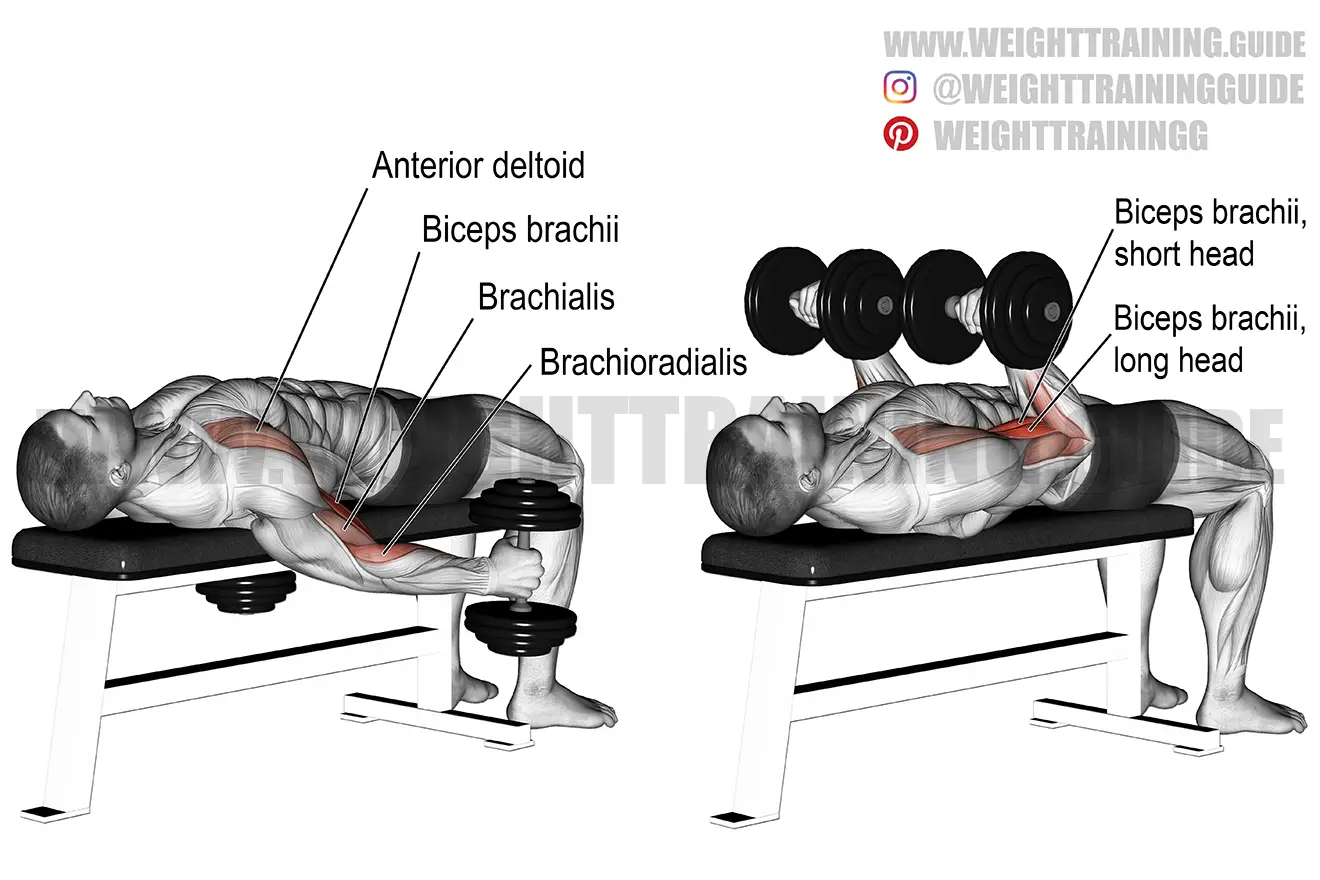 WWW.WEIGHTTRAINING.GUIDE
@WEIGHTTRAININGGUIDE
WEIGHTTRAININGG
Anterior deltoid
Biceps brachii
Brachialis
Brachioradialis
Biceps brachii,
short head
Biceps brachii,
long head
WWW.WEIGHTTRAINING.GUIDE